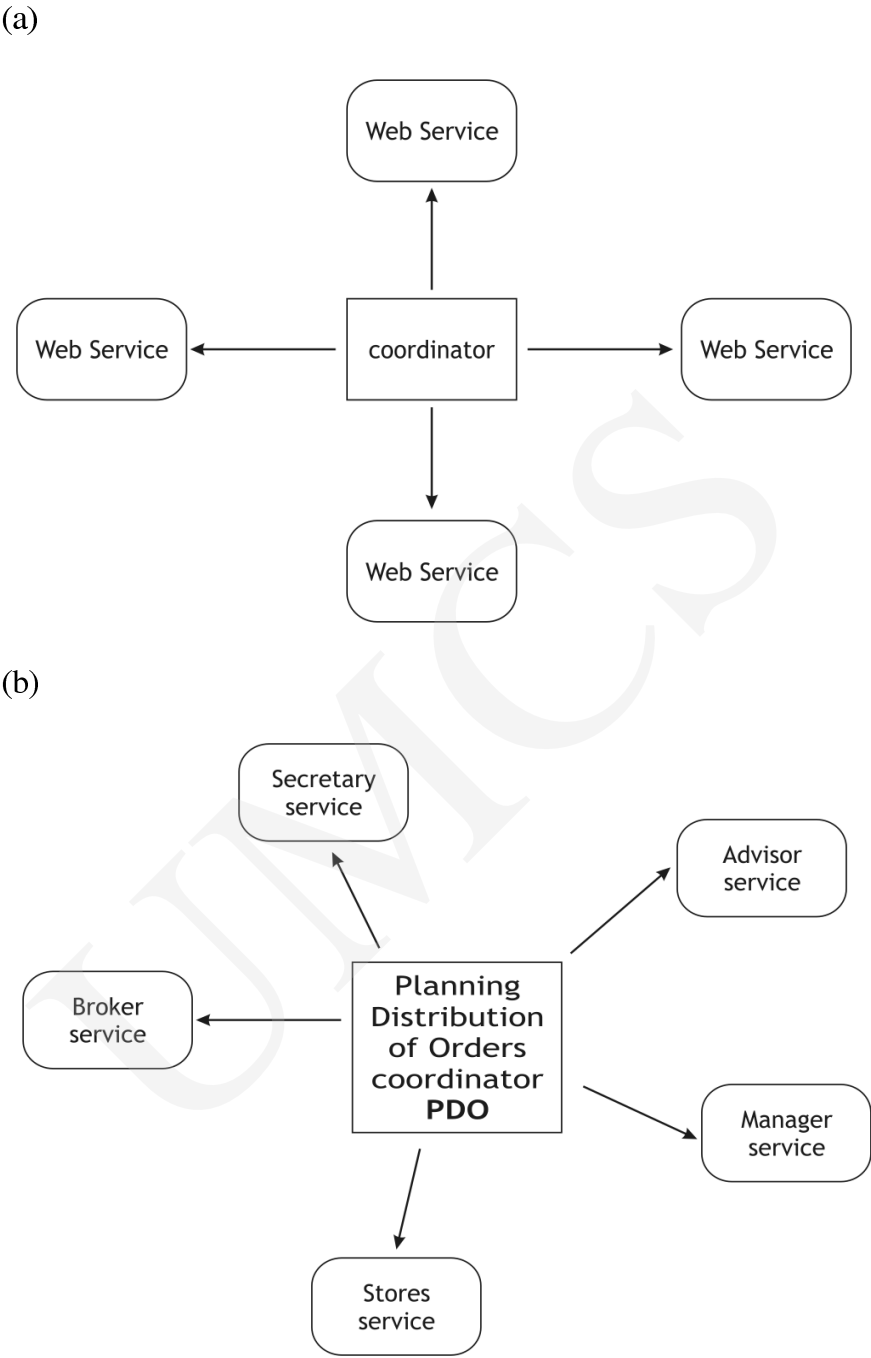 (a)
Web Service
Web Service
coordinator
Web Service
Web Service
(b)
Secretary
service
Advisor
service
Broker
service
Planning
Distribution
of Orders
coordinator
PDO
Manager
service
Stores
service
UMCS